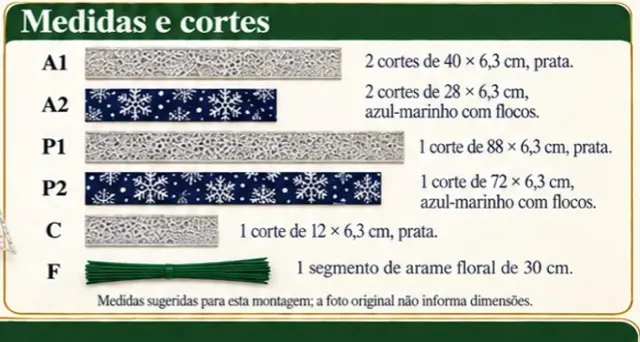 Medidas e cortes
A1
2 cortes de 40 × 6,3 cm, prata.
A2
2 cortes de 28 × 6,3 cm,
azul-marinho com flocos.
P1
1 corte de 88 × 6,3 cm, prata.
P2
1 corte de 72 × 6,3 cm,
azul-marinho com flocos.
C
1 corte de 12 × 6,3 cm, prata.
F
1 segmento de arame floral de 30 cm.
Medidas sugeridas para esta montagem; a foto original não informa dimensões.